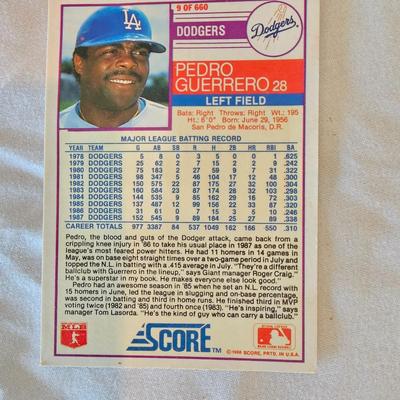 Dodgers
9 OF 660
DODGERS
Dodgers
LA
PEDRO
GUERRERO 28
LEFT FIELD
Bats: Right Throws: Right Wt.: 195
Ht.: 6'0" Born: June 29, 1956
San Pedro de Macoris, D.R.
MAJOR LEAGUE BATTING RECORD
YEAR TEAM G AB SB R H 2B HR RBI BA
1978 DODGERS 5 8 0 3 5 0 0 1 .625
1979 DODGERS 25 62 2 7 15 2 2 9 .242
1980 DODGERS 75 183 2 27 59 9 7 31 .322
1981 DODGERS 98 347 5 46 104 17 12 48 .300
1982 DODGERS 150 575 22 87 175 27 32 100 .304
1983 DODGERS 160 584 23 87 174 28 32 103 .298
1984 DODGERS 144 535 9 85 162 29 16 72 .303
1985 DODGERS 137 487 12 99 156 22 33 87 .320
1986 DODGERS 31 61 0 7 15 3 5 10 .246
1987 DODGERS 152 545 9 89 184 25 27 89 .338
CAREER TOTALS 977 3387 84 537 1049 162 166 550 .310
Pedro, the blood and guts of the Dodger attack, came back from a
crippling knee injury in '86 to take his usual place in 1987 as one of the
league's most feared power hitters. He had 11 homers in 14 games in
May, was on base eight straight times over a two-game period in July and
topped the N.L. in batting with a .415 average in July. "They're a different
ballclub with Guerrero in the lineup," says Giant manager Roger Craig.
"He's a superstar in my book. He makes everyone else look good."
Pedro had an awesome season in '85 when he set an N.L. record with
15 homers in June, led the league in slugging and on-base percentage,
was second in batting and third in home runs. He finished third in MVP
voting twice (1982 & '85) and fourth once (1983). "He's inspiring,"
says manager Tom Lasorda. "He's the kind of guy who can carry a ballclub."
SCORE
TM
© 1988 SCORE, PRTD. IN U.S.A.